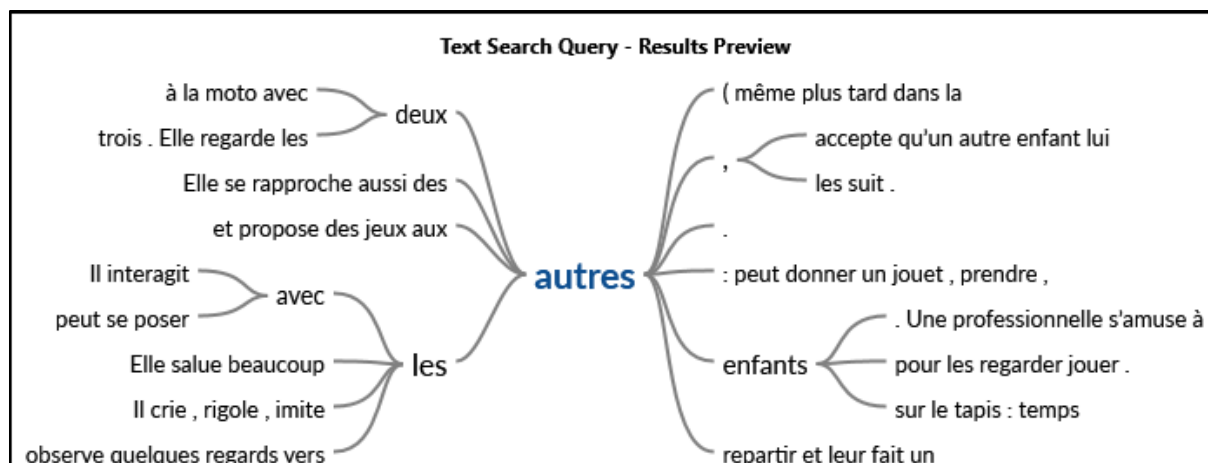 Text Search Query - Results Preview
à la moto avec
trois . Elle regarde les
deux
Elle se rapproche aussi des
et propose des jeux aux
Il interagit
peut se poser
avec
Elle salue beaucoup
Il crie , rigole , imite
observe quelques regards vers
les
autres
( même plus tard dans la
,
accepte qu'un autre enfant lui
les suit .
.
: peut donner un jouet , prendre ,
enfants
. Une professionnelle s'amuse à
pour les regarder jouer .
sur le tapis : temps
repartir et leur fait un